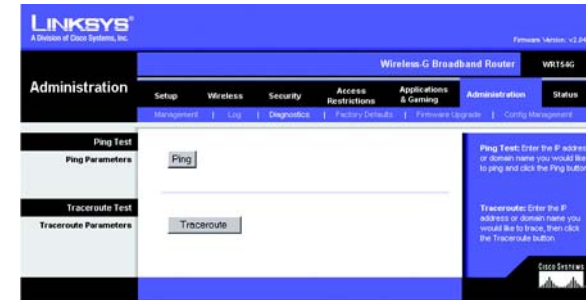 LINKSYS®
A Division of Cisco Systems, Inc.
Firmware Version: v2.04
Wireless-G Broadband Router WRT54G
Administration
Setup Wireless Security Access Restrictions Applications & Gaming Administration Status
Management | Log | Diagnostics | Factory Defaults | Firmware Upgrade | Config Management
Ping Test
Ping Parameters
Ping
Ping Test: Enter the IP addres
or domain name you would like
to ping and click the Ping button
Traceroute Test
Traceroute Parameters
Traceroute
Traceroute: Enter the IP
address or domain name you
would like to trace, then click
the Traceroute button
CISCO SYSTEMS